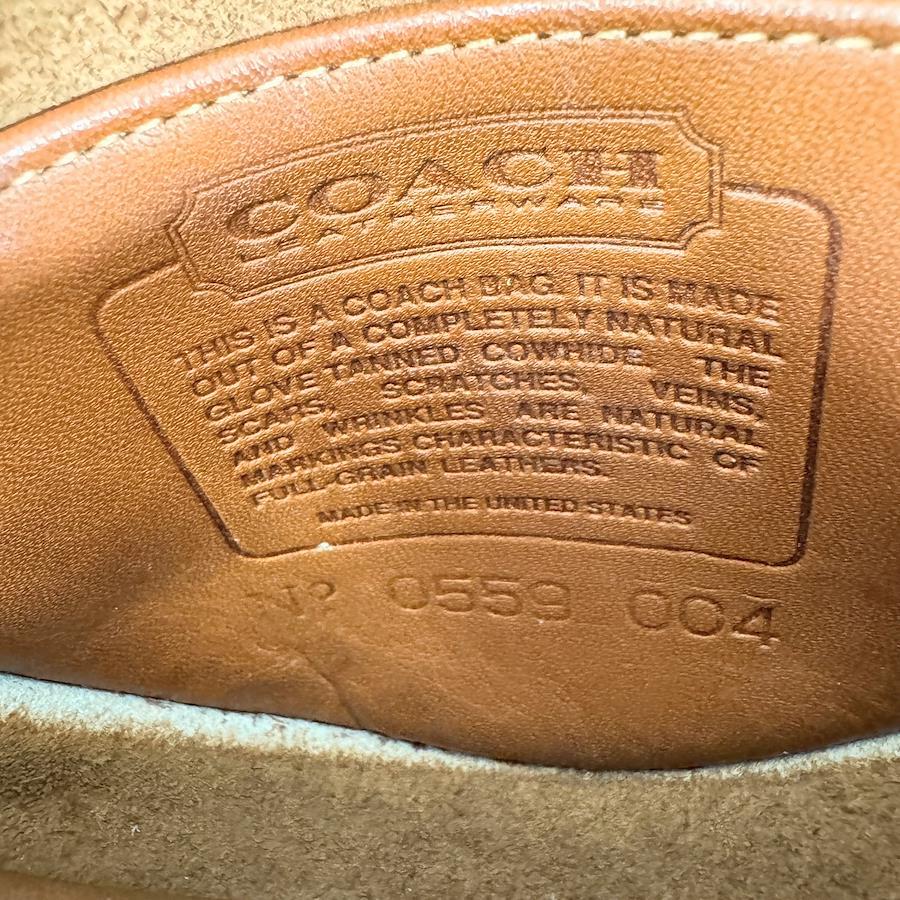 COACH
LEATHERWARE
THIS IS A COACH BAG. IT IS MADE
OUT OF A COMPLETELY NATURAL
GLOVE TANNED COWHIDE THE
SCARS, SCRATCHES, VEINS,
AND WRINKLES ARE NATURAL
MARKINGS CHARACTERISTIC OF
FULL-GRAIN LEATHERS.
MADE IN THE UNITED STATES
Nº 0559 004